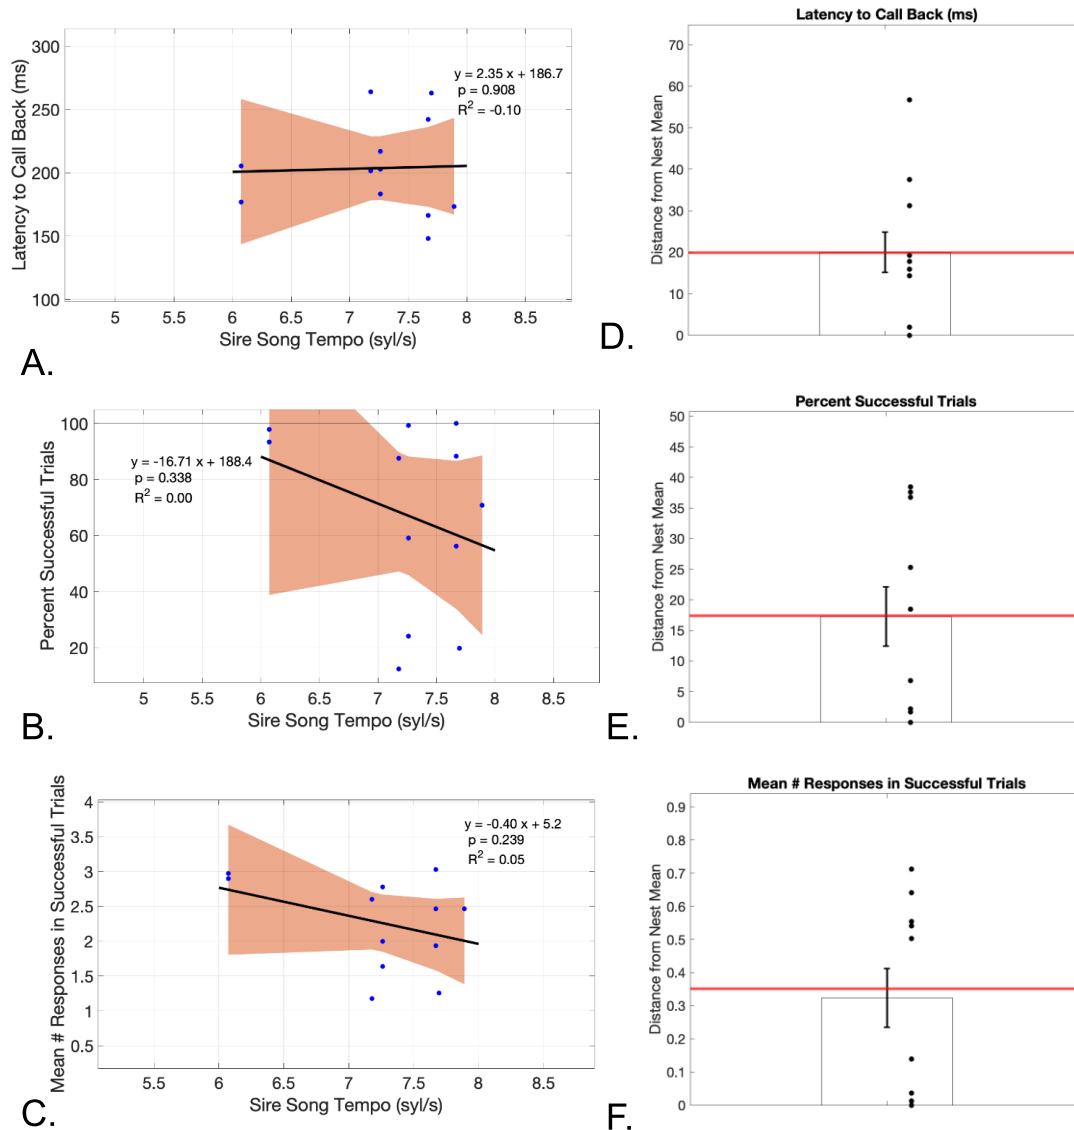 Latency to Call Back (ms)
300
250
200
150
100
y = 2.35 x + 186.7
p = 0.908
R² = -0.10
5
5.5
6
6.5
7
7.5
8
8.5
Sire Song Tempo (syl/s)
A.
Latency to Call Back (ms)
Distance from Nest Mean
70
60
50
40
30
20
10
0
D.
Percent Successful Trials
100
80
60
40
20
y = -16.71 x + 188.4
p = 0.338
R² = 0.00
5
5.5
6
6.5
7
7.5
8
8.5
Sire Song Tempo (syl/s)
B.
Percent Successful Trials
Distance from Nest Mean
50
45
40
35
30
25
20
15
10
5
0
E.
Mean # Responses in Successful Trials
4
3.5
3
2.5
2
1.5
1
0.5
y = -0.40 x + 5.2
p = 0.239
R² = 0.05
5.5
6
6.5
7
7.5
8
8.5
Sire Song Tempo (syl/s)
C.
Mean # Responses in Successful Trials
Distance from Nest Mean
0.9
0.8
0.7
0.6
0.5
0.4
0.3
0.2
0.1
0
F.